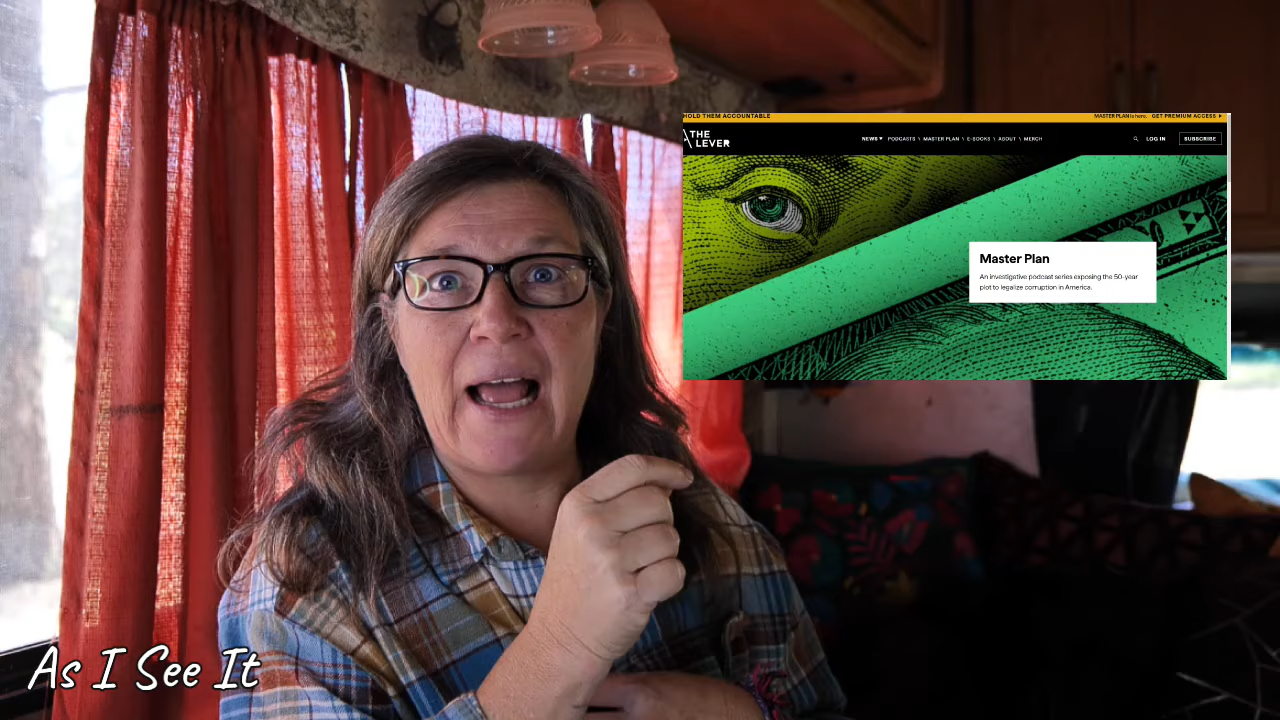 HOLD THEM ACCOUNTABLE
MASTER PLAN is here. GET PREMIUM ACCESS
THE
LEVER
NEWS PODCASTS \ MASTER PLAN \ E-BOOKS \ ABOUT \ MERCH
LOG IN
SUBSCRIBE
Master Plan
An investigative podcast series exposing the 50-year
plot to legalize corruption in America.
As I See It